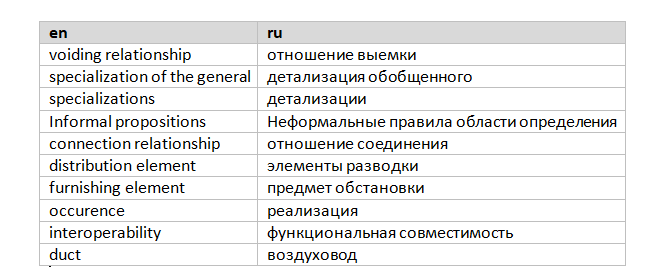 en ru
voiding relationship отношение выемки
specialization of the general детализация обобщенного
specializations детализации
Informal propositions Неформальные правила области определения
connection relationship отношение соединения
distribution element элементы разводки
furnishing element предмет обстановки
occurence реализация
interoperability функциональная совместимость
duct воздуховод